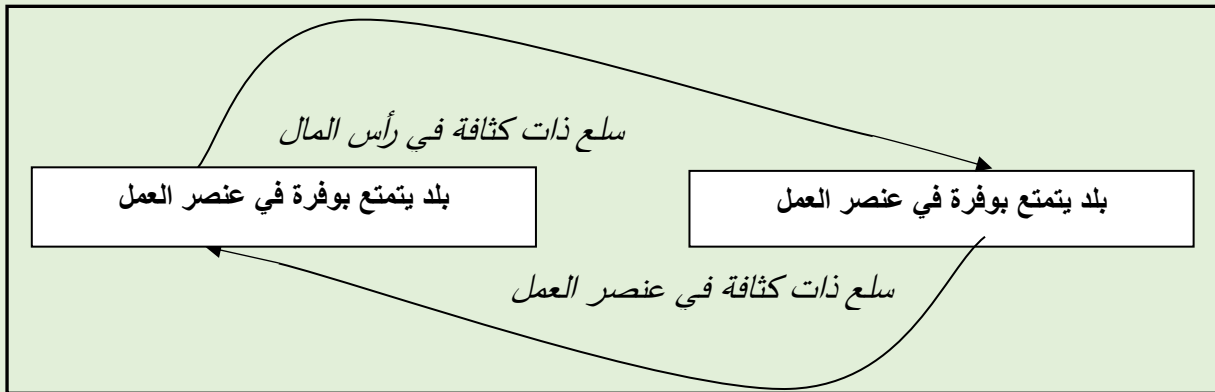 سلع ذات كثافة في رأس المال
بلد يتمتع بوفرة في عنصر العمل
بلد يتمتع بوفرة في عنصر العمل
سلع ذات كثافة في عنصر العمل